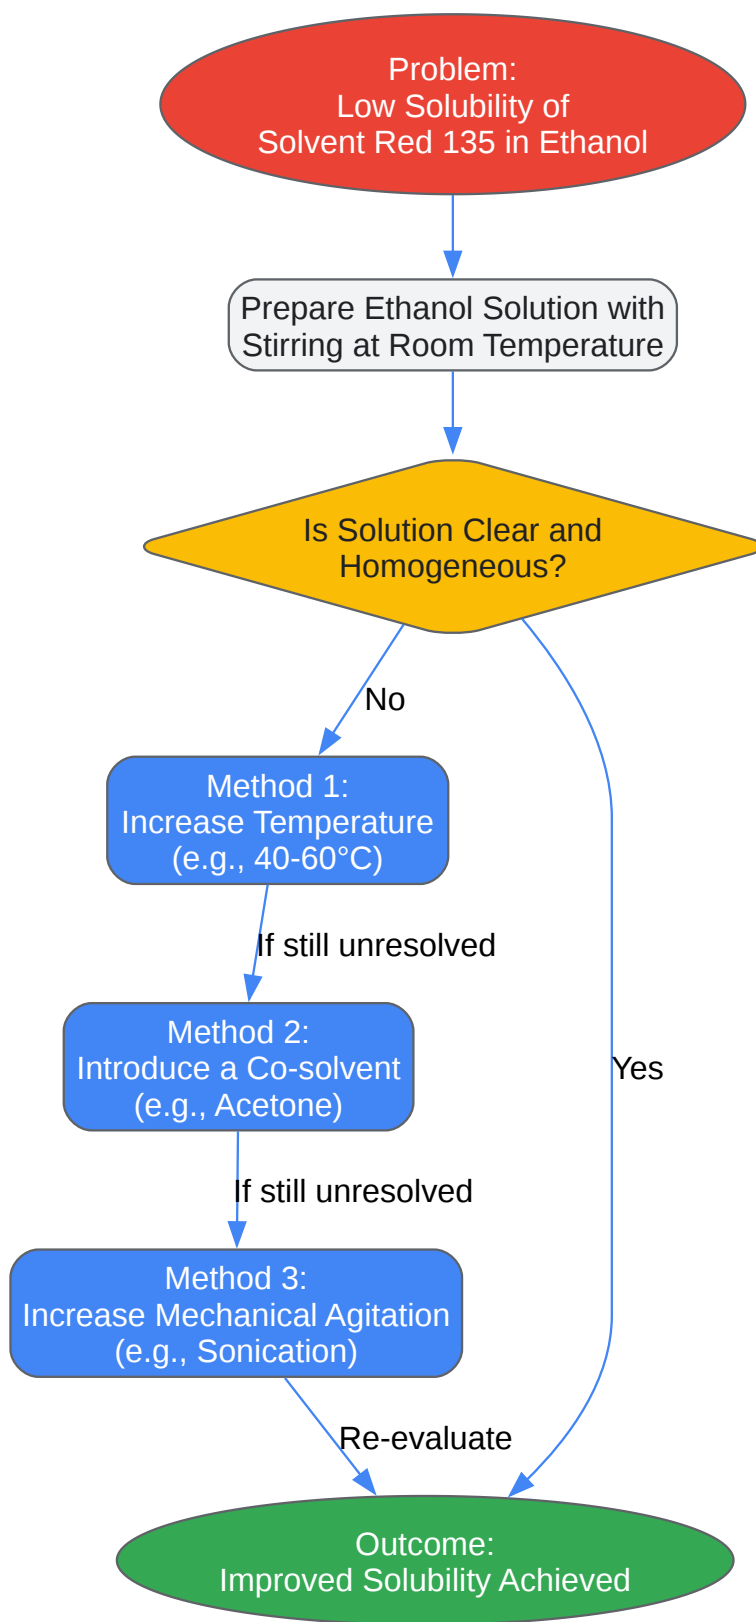 Problem:
Low Solubility of
Solvent Red 135 in Ethanol
Prepare Ethanol Solution with
Stirring at Room Temperature
Is Solution Clear and
Homogeneous?
No
Method 1:
Increase Temperature
(e.g., 40-60°C)
If still unresolved
Method 2:
Introduce a Co-solvent
(e.g., Acetone)
Yes
If still unresolved
Method 3:
Increase Mechanical Agitation
(e.g., Sonication)
Re-evaluate
Outcome:
Improved Solubility Achieved